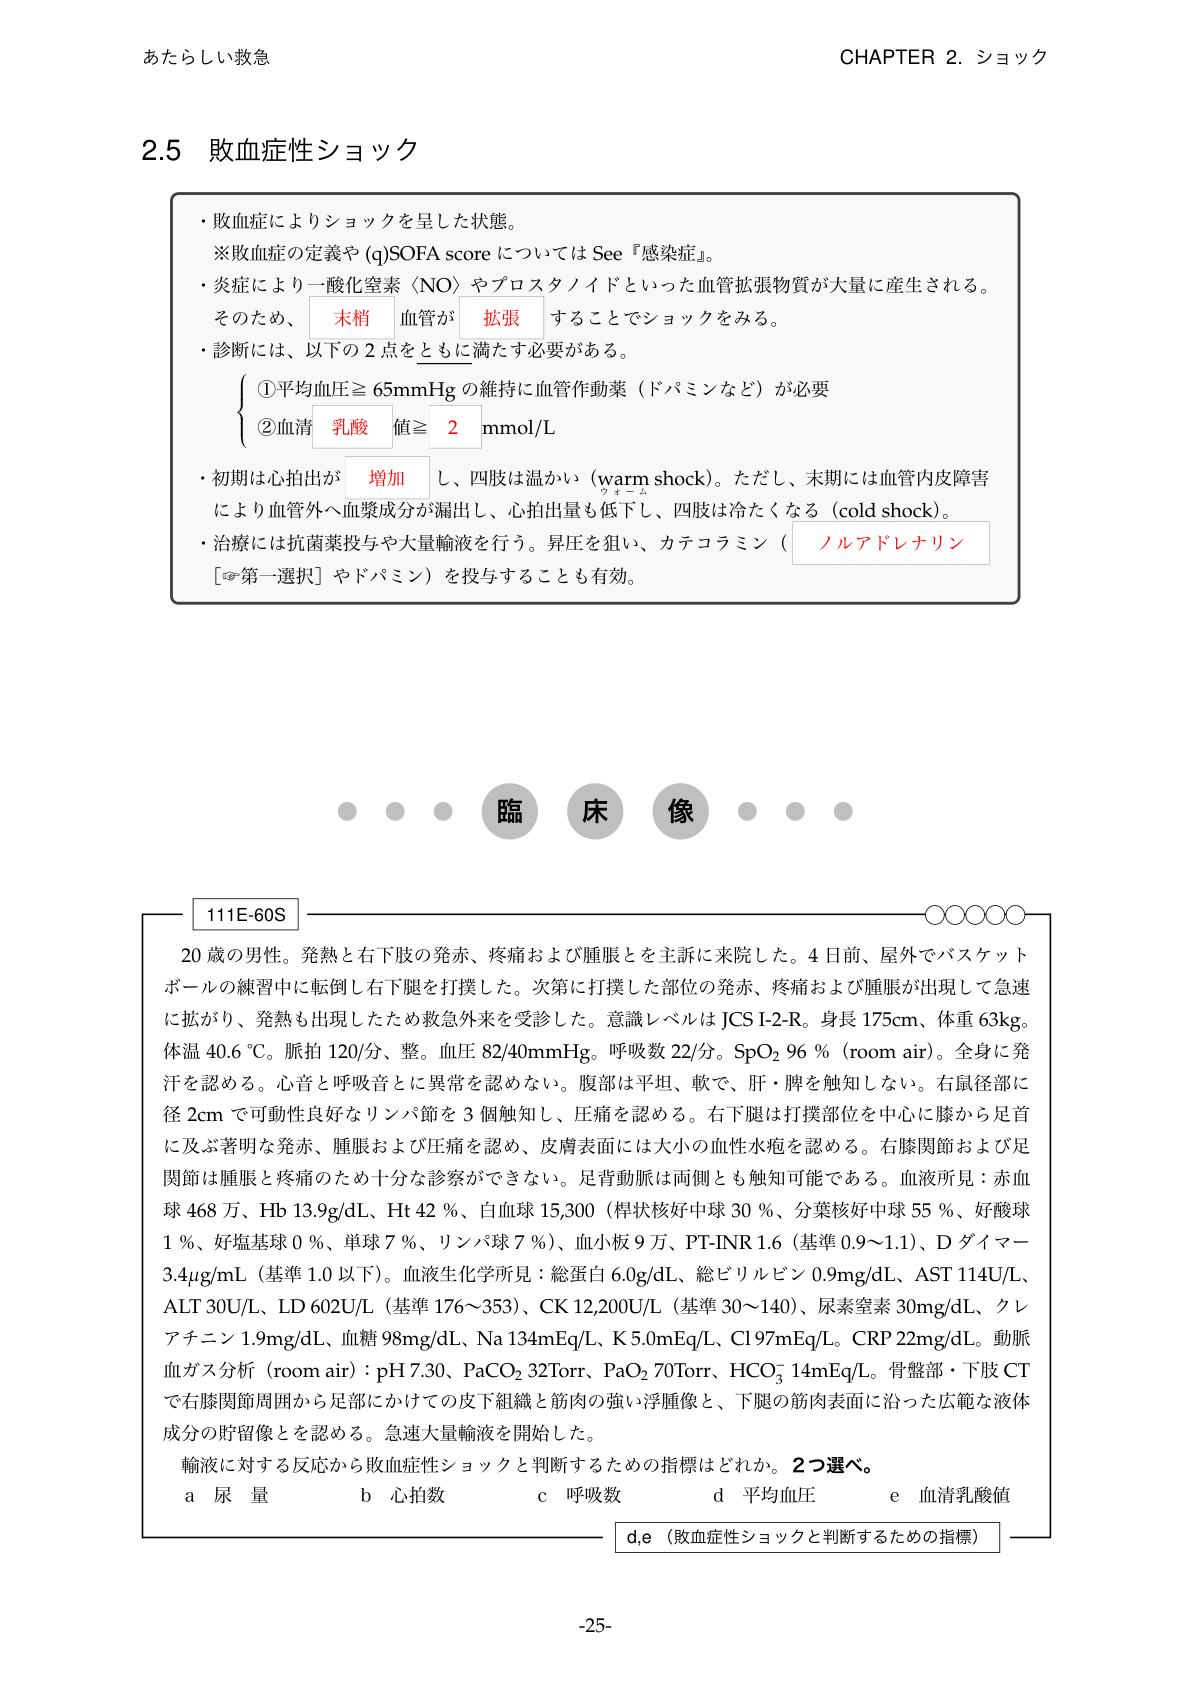 あたらしい救急
CHAPTER 2. ショック
2.5 敗血症性ショック
・敗血症によりショックを呈した状態。
※敗血症の定義や (q)SOFA score については See『感染症』。
・炎症により一酸化窒素〈NO〉やプロスタノイドといった血管拡張物質が大量に産生される。
そのため、 末梢 血管が 拡張 することでショックをみる。
・診断には、以下の 2 点をともに満たす必要がある。
①平均血圧≧ 65mmHg の維持に血管作動薬（ドパミンなど）が必要
②血清 乳酸 値≧ 2 mmol/L
・初期は心拍出が 増加 し、四肢は温かい（warm shock）。ただし、末期には血管内皮障害
ウォーム
により血管外へ血漿成分が漏出し、心拍出量も低下し、四肢は冷たくなる（cold shock）。
・治療には抗菌薬投与や大量輸液を行う。昇圧を狙い、カテコラミン（ ノルアドレナリン
［☞第一選択］やドパミン）を投与することも有効。
臨床像
111E-60S
○○○○○
20 歳の男性。発熱と右下肢の発赤、疼痛および腫脹とを主訴に来院した。4 日前、屋外でバスケット
ボールの練習中に転倒し右下腿を打撲した。次第に打撲した部位の発赤、疼痛および腫脹が出現して急速
に拡がり、発熱も出現したため救急外来を受診した。意識レベルは JCS I-2-R。身長 175cm、体重 63kg。
体温 40.6 ℃。脈拍 120/分、整。血圧 82/40mmHg。呼吸数 22/分。SpO₂ 96 %（room air）。全身に発
汗を認める。心音と呼吸音とに異常を認めない。腹部は平坦、軟で、肝・脾を触知しない。右鼠径部に
径 2cm で可動性良好なリンパ節を 3 個触知し、圧痛を認める。右下腿は打撲部位を中心に膝から足首
に及ぶ著明な発赤、腫脹および圧痛を認め、皮膚表面には大小の血性水疱を認める。右膝関節および足
関節は腫脹と疼痛のため十分な診察ができない。足背動脈は両側とも触知可能である。血液所見：赤血
球 468 万、Hb 13.9g/dL、Ht 42 %、白血球 15,300（桿状核好中球 30 %、分葉核好中球 55 %、好酸球
1 %、好塩基球 0 %、単球 7 %、リンパ球 7 %）、血小板 9 万、PT-INR 1.6（基準 0.9〜1.1）、D ダイマー
3.4μg/mL（基準 1.0 以下）。血液生化学所見：総蛋白 6.0g/dL、総ビリルビン 0.9mg/dL、AST 114U/L、
ALT 30U/L、LD 602U/L（基準 176〜353）、CK 12,200U/L（基準 30〜140）、尿素窒素 30mg/dL、クレ
アチニン 1.9mg/dL、血糖 98mg/dL、Na 134mEq/L、K 5.0mEq/L、Cl 97mEq/L。CRP 22mg/dL。動脈
血ガス分析（room air）：pH 7.30、PaCO₂ 32Torr、PaO₂ 70Torr、HCO₃⁻ 14mEq/L。骨盤部・下肢 CT
で右膝関節周囲から足部にかけての皮下組織と筋肉の強い浮腫像と、下腿の筋肉表面に沿った広範な液体
成分の貯留像とを認める。急速大量輸液を開始した。
輸液に対する反応から敗血症性ショックと判断するための指標はどれか。2つ選べ。
a 尿 量 b 心拍数 c 呼吸数 d 平均血圧 e 血清乳酸値
d,e （敗血症性ショックと判断するための指標）
-25-